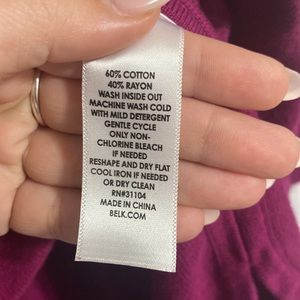 60% COTTON
40% RAYON
WASH INSIDE OUT
MACHINE WASH COLD
WITH MILD DETERGENT
GENTLE CYCLE
ONLY NON-
CHLORINE BLEACH
IF NEEDED
RESHAPE AND DRY FLAT
COOL IRON IF NEEDED
OR DRY CLEAN
RN#31104
MADE IN CHINA
BELK.COM